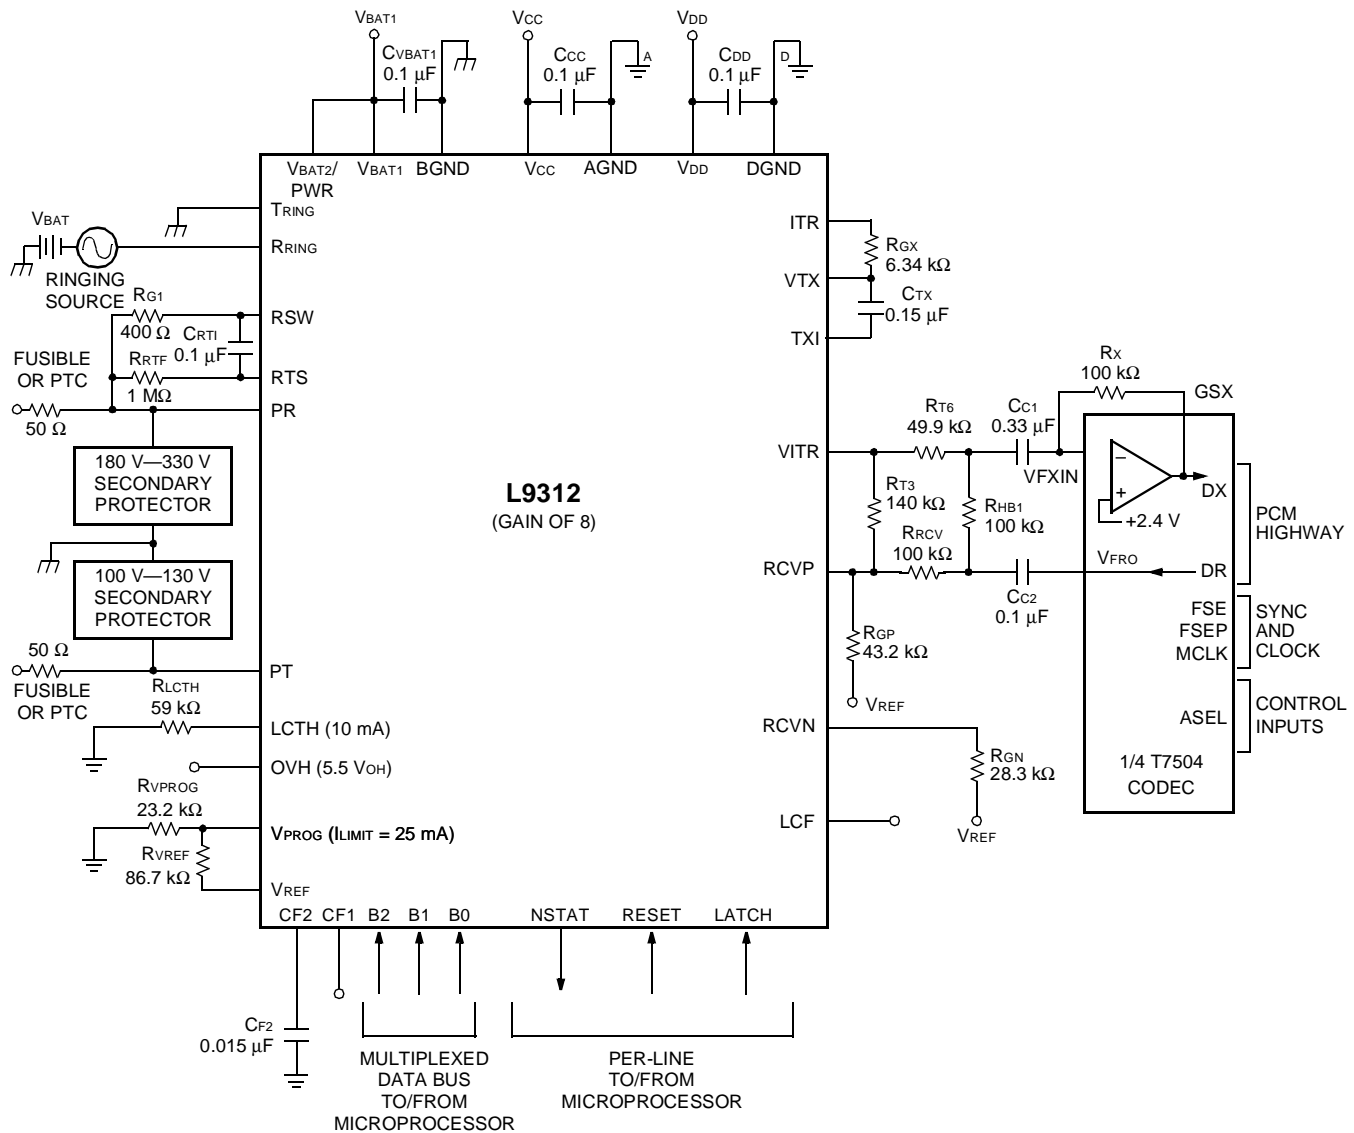 VBAT1
VCC
VDD
CVBAT1
0.1 µF
CCC
0.1 µF
A
CDD
0.1 µF
D
VBAT2/
PWR
VBAT1
BGND
VCC
AGND
VDD
DGND
TRING
VBAT
RRING
RINGING
SOURCE
RG1
400 Ω
RSW
CRTI
0.1 µF
RRTF
1 MΩ
RTS
FUSIBLE
OR PTC
50 Ω
PR
180 V—330 V
SECONDARY
PROTECTOR
100 V—130 V
SECONDARY
PROTECTOR
50 Ω
FUSIBLE
OR PTC
PT
RLCTH
59 kΩ
LCTH (10 mA)
OVH (5.5 VOH)
RVPROG
23.2 kΩ
VPROG (ILIMIT = 25 mA)
RVREF
86.7 kΩ
VREF
L9312
(GAIN OF 8)
ITR
RGX
6.34 kΩ
VTX
CTX
0.15 µF
TXI
RX
100 kΩ
GSX
RT6
49.9 kΩ
CC1
0.33 µF
VITR
VFXIN
RT3
140 kΩ
RHB1
100 kΩ
RRCV
100 kΩ
RCVP
CC2
0.1 µF
–
+
+2.4 V
DX
VFRO
DR
PCM
HIGHWAY
FSE
FSEP
MCLK
SYNC
AND
CLOCK
ASEL
CONTROL
INPUTS
1/4 T7504
CODEC
RGP
43.2 kΩ
VREF
RCVN
RGN
28.3 kΩ
VREF
LCF
CF2 CF1 B2 B1 B0 NSTAT RESET LATCH
CF2
0.015 µF
MULTIPLEXED
DATA BUS
TO/FROM
MICROPROCESSOR
PER-LINE
TO/FROM
MICROPROCESSOR